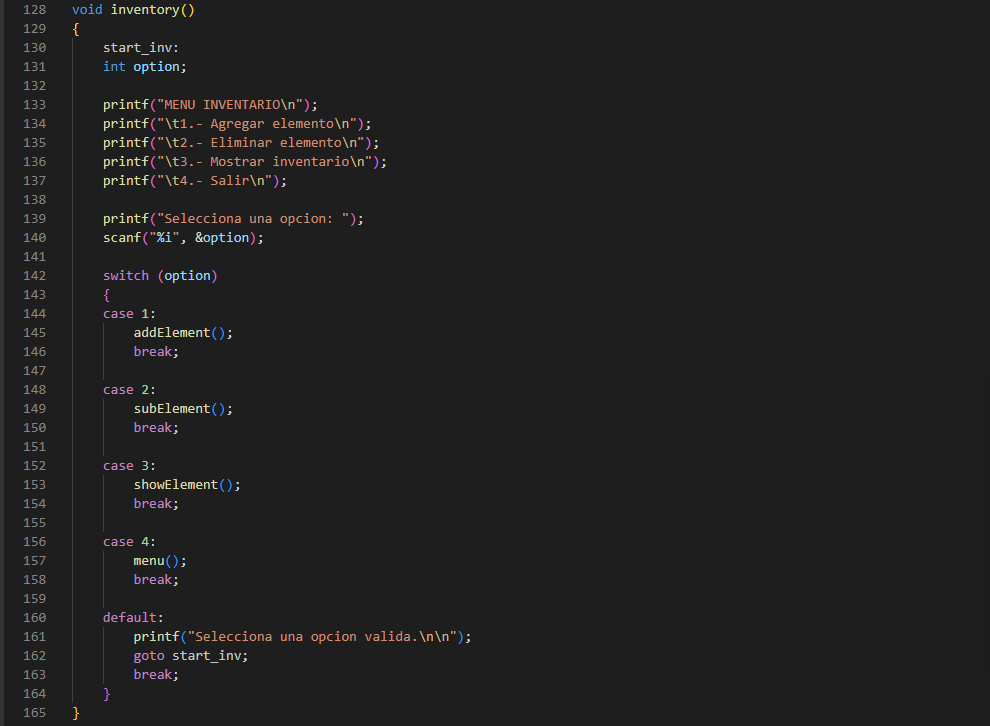 128 void inventory()
129 {
130 start_inv:
131 int option;
132
133 printf("MENU INVENTARIO\n");
134 printf("\t1.- Agregar elemento\n");
135 printf("\t2.- Eliminar elemento\n");
136 printf("\t3.- Mostrar inventario\n");
137 printf("\t4.- Salir\n");
138
139 printf("Selecciona una opcion: ");
140 scanf("%i", &option);
141
142 switch (option)
143 {
144 case 1:
145 addElement();
146 break;
147
148 case 2:
149 subElement();
150 break;
151
152 case 3:
153 showElement();
154 break;
155
156 case 4:
157 menu();
158 break;
159
160 default:
161 printf("Selecciona una opcion valida.\n\n");
162 goto start_inv;
163 break;
164 }
165 }